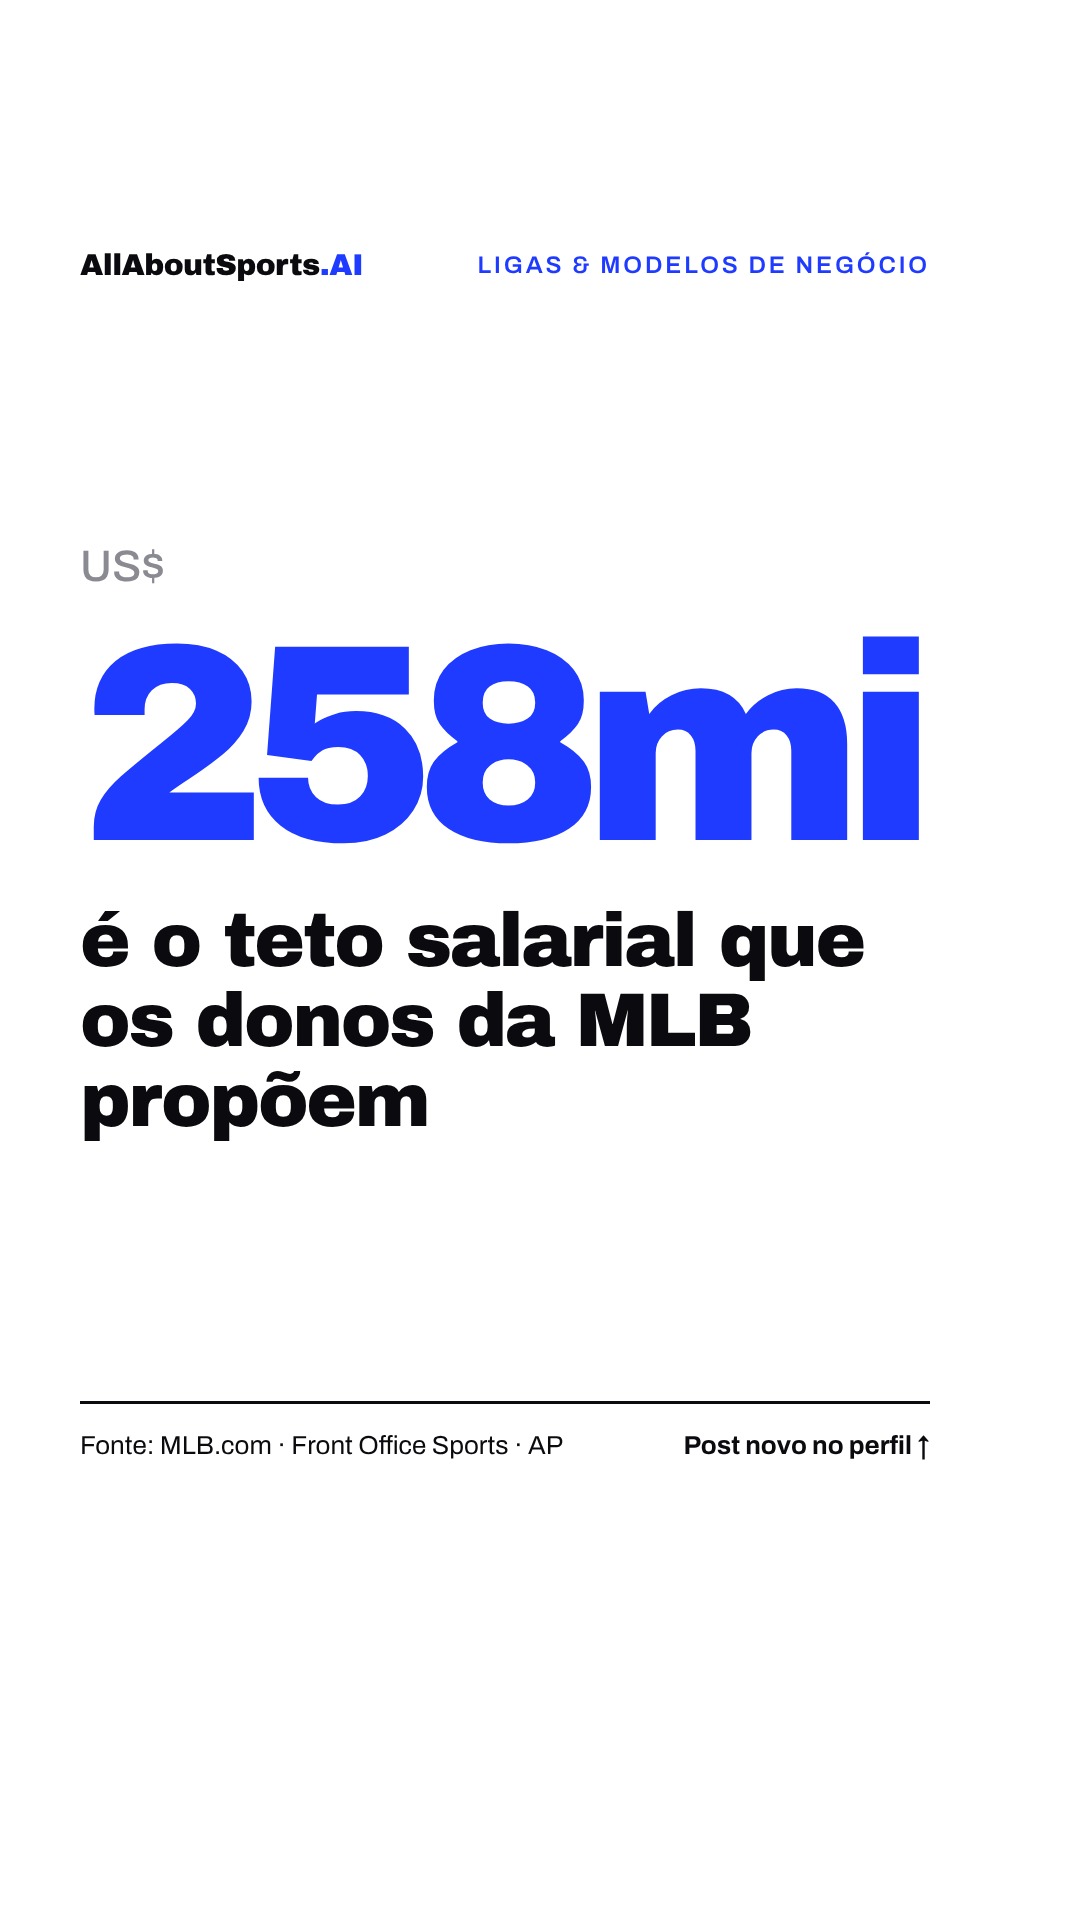 AllAboutSports.AI
LIGAS & MODELOS DE NEGÓCIO
US$
258mi
é o teto salarial que
os donos da MLB
propõem
Fonte: MLB.com · Front Office Sports · AP
Post novo no perfil ↑